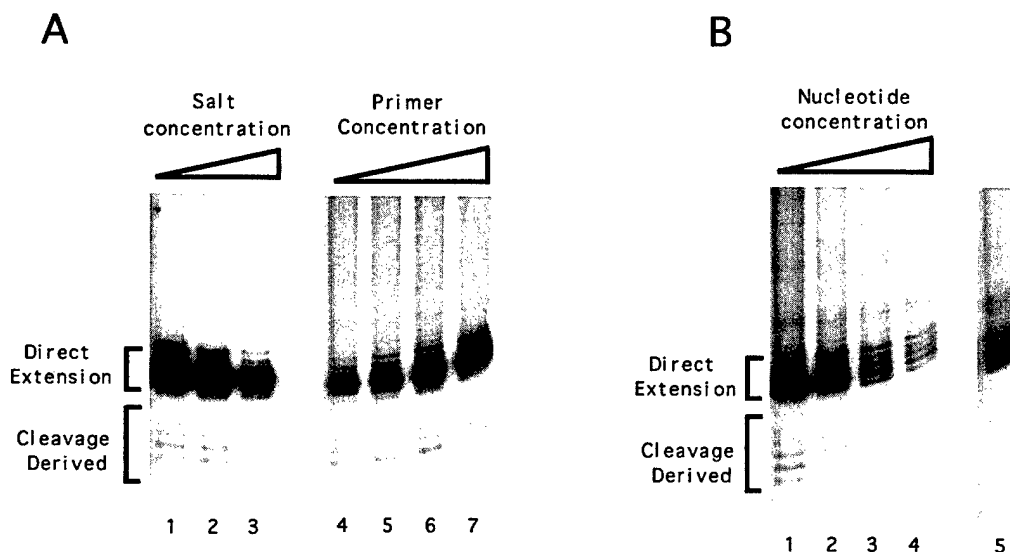 A
Salt
concentration
Primer
Concentration
Direct
Extension
Cleavage
Derived
1 2 3 4 5 6 7
B
Nucleotide
concentration
Direct
Extension
Cleavage
Derived
1 2 3 4 5